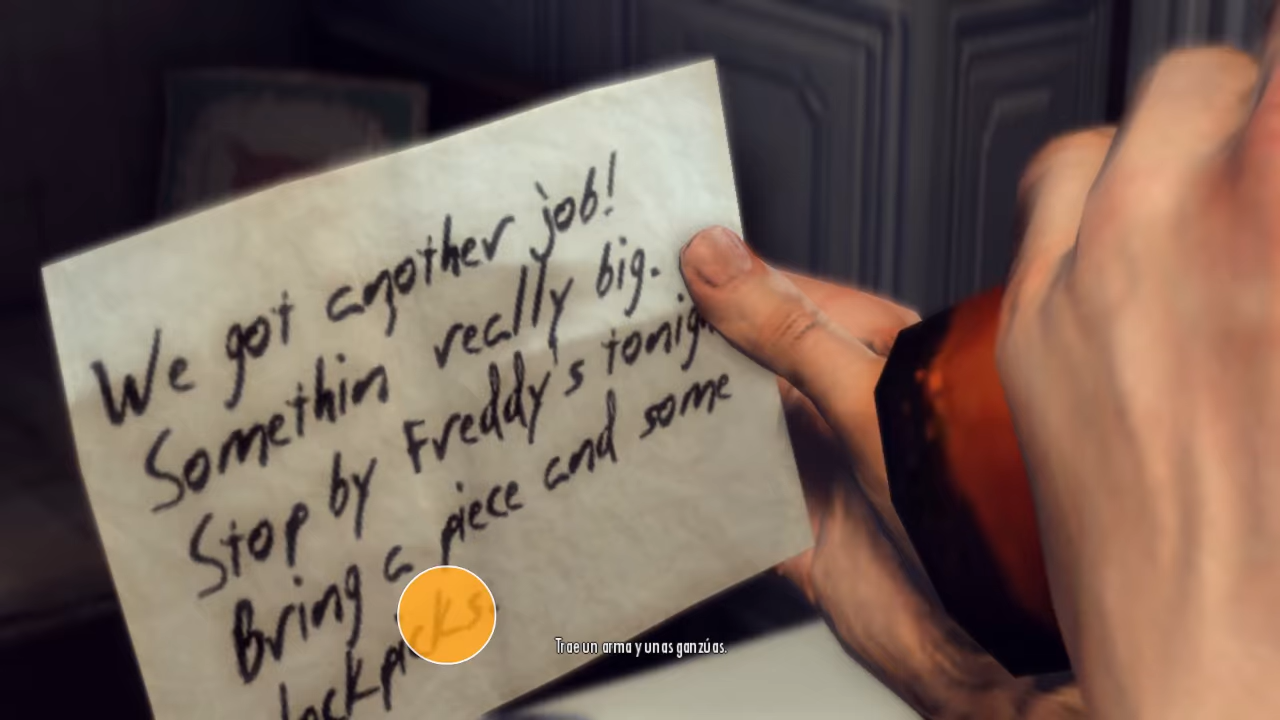 We got another job!
Somethin really big.
Stop by Freddy's
Bring a piece and some
lockpicks.
Trae un arma y unas ganzúas.